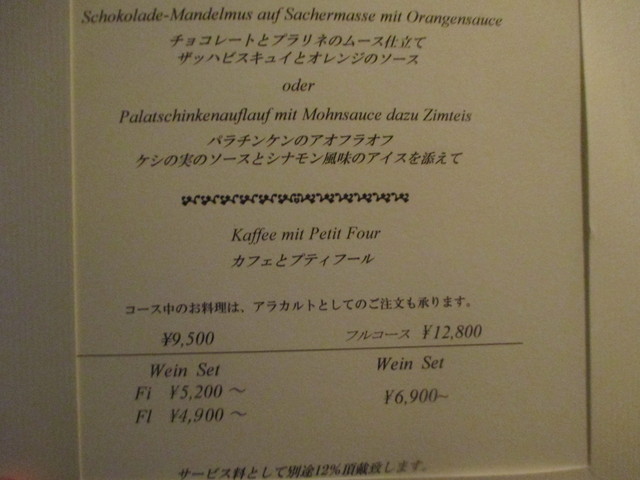 Schokolade-Mandelmus auf Sachermasse mit Orangensauce
チョコレートとプラリネのムース仕立て
ザッハビスキュイとオレンジのソース
oder
Palatschinkenauflauf mit Mohnsauce dazu Zimteis
パラチンケンのアオフラオフ
ケシの実のソースとシナモン風味のアイスを添えて
Kaffee mit Petit Four
カフェとプティフール
コース中のお料理は、アラカルトとしてのご注文も承ります。
¥9,500 フルコース ¥12,800
Wein Set Wein Set
Fi ¥5,200 ～ ¥6,900~
Fl ¥4,900 ～
サービス料として別途12%頂戴致します。